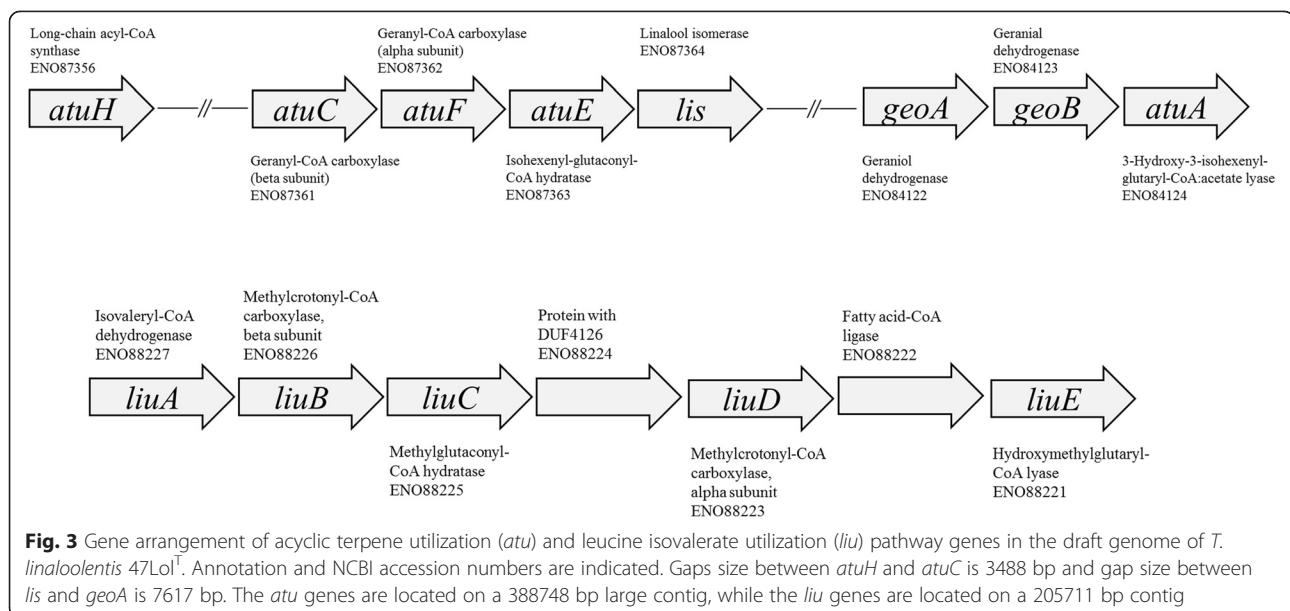 Long-chain acyl-CoA
synthase
ENO87356
Geranyl-CoA carboxylase
(alpha subunit)
ENO87362
Linalool isomerase
ENO87364
Geranial
dehydrogenase
ENO84123
atuH
//
atuC
atuF
atuE
lis
//
geoA
geoB
atuA
Geranyl-CoA carboxylase
(beta subunit)
ENO87361
Isohexenyl-glutaconyl-
CoA hydratase
ENO87363
Geraniol
dehydrogenase
ENO84122
3-Hydroxy-3-isohexenyl-
glutaryl-CoA:acetate lyase
ENO84124
Isovaleryl-CoA
dehydrogenase
ENO88227
Methylcrotonyl-CoA
carboxylase,
beta subunit
ENO88226
Protein with
DUF4126
ENO88224
Fatty acid-CoA
ligase
ENO88222
liuA
liuB
liuC
liuD
liuE
Methylglutaconyl-
CoA hydratase
ENO88225
Methylcrotonyl-CoA
carboxylase,
alpha subunit
ENO88223
Hydroxymethylglutaryl-
CoA lyase
ENO88221
Fig. 3 Gene arrangement of acyclic terpene utilization (atu) and leucine isovalerate utilization (liu) pathway genes in the draft genome of T.
linaloolentis 47Lolᵀ. Annotation and NCBI accession numbers are indicated. Gaps size between atuH and atuC is 3488 bp and gap size between
lis and geoA is 7617 bp. The atu genes are located on a 388748 bp large contig, while the liu genes are located on a 205711 bp contig